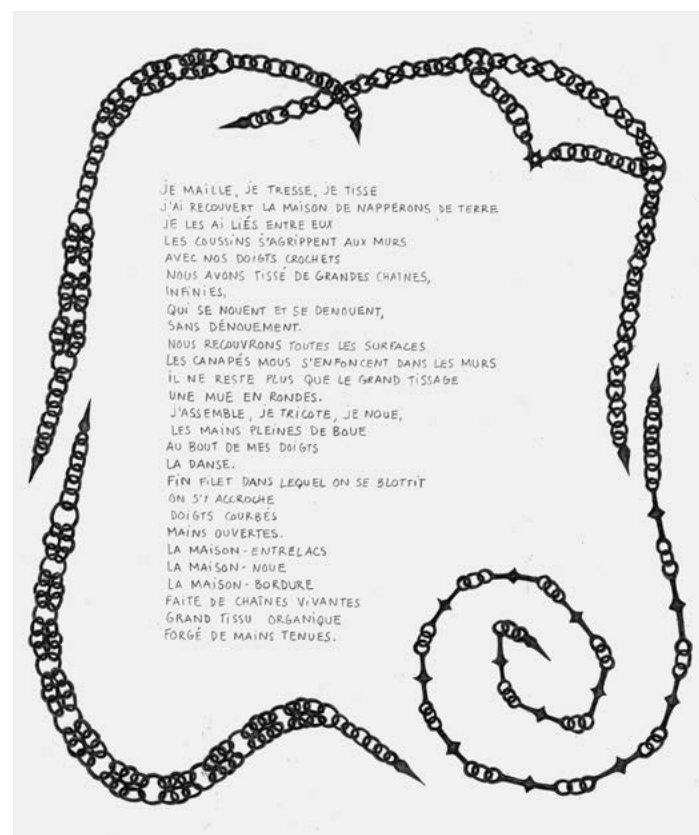 JE MAILLE, JE TRESSE, JE TISSE
J'AI RECOUVERT LA MAISON DE NAPPERONS DE TERRE
JE LES AI LIÉS ENTRE EUX
LES COUSSINS S'AGRIPPENT AUX MURS
AVEC NOS DOIGTS CROCHETS
NOUS AVONS TISSÉ DE GRANDES CHAINES,
INFINIES,
QUI SE NOUENT ET SE DENOUENT,
SANS DÉNOUEMENT.
NOUS RECOUVRONS TOUTES LES SURFACES
LES CANAPÉS MOUS S'ENFONCENT DANS LES MURS
IL NE RESTE PLUS QUE LE GRAND TISSAGE
UNE MUE EN RONDES.
J'ASSEMBLE, JE TRICOTE, JE NOUE,
LES MAINS PLEINES DE BOUE
AU BOUT DE MES DOIGTS
LA DANSE.
FIN FILET DANS LEQUEL ON SE BLOTTIT
ON S'Y ACCROCHE
DOIGTS COURBÉS
MAINS OUVERTES.
LA MAISON-ENTRELACS
LA MAISON-NOUE
LA MAISON-BORDURE
FAITE DE CHAÎNES VIVANTES
GRAND TISSU ORGANIQUE
FORGÉ DE MAINS TENUES.